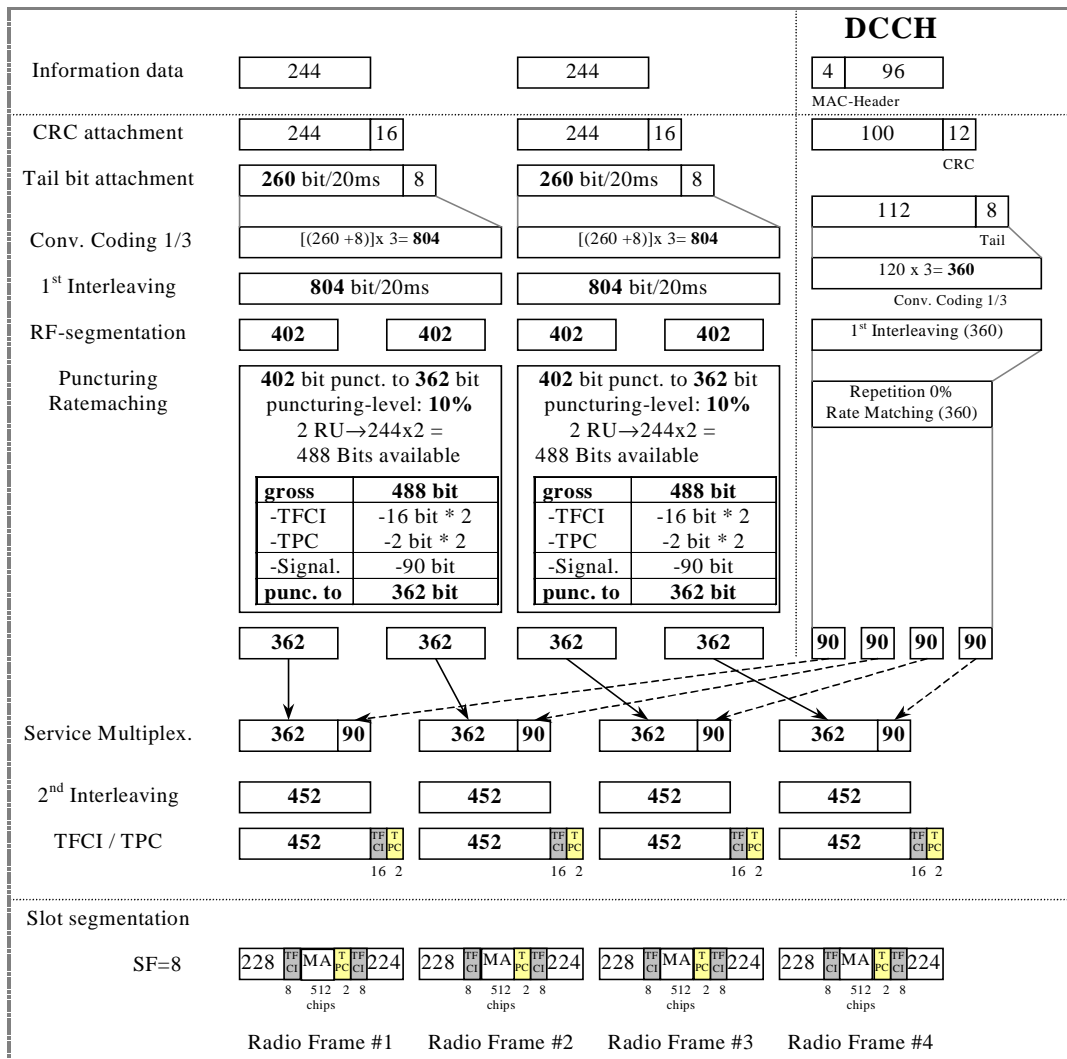 DCCH
Information data 244 244 4 96
MAC-Header
CRC attachment 244 16 244 16 100 12
CRC
Tail bit attachment 260 bit/20ms 8 260 bit/20ms 8
112 8
Tail
Conv. Coding 1/3 [(260 +8)]x 3= 804 [(260 +8)]x 3= 804
120 x 3= 360
Conv. Coding 1/3
1st Interleaving 804 bit/20ms 804 bit/20ms
RF-segmentation 402 402 402 402 1st Interleaving (360)
Puncturing
Ratemaching
402 bit punct. to 362 bit
puncturing-level: 10%
2 RU→244x2 =
488 Bits available
gross 488 bit
-TFCI -16 bit * 2
-TPC -2 bit * 2
-Signal. -90 bit
punc. to 362 bit
402 bit punct. to 362 bit
puncturing-level: 10%
2 RU→244x2 =
488 Bits available
gross 488 bit
-TFCI -16 bit * 2
-TPC -2 bit * 2
-Signal. -90 bit
punc. to 362 bit
Repetition 0%
Rate Matching (360)
362 362 362 362 90 90 90 90
Service Multiplex. 362 90 362 90 362 90 362 90
2nd Interleaving 452 452 452 452
TFCI / TPC 452 TF CI T PC 452 TF CI T PC 452 TF CI T PC 452 TF CI T PC
16 2 16 2 16 2 16 2
Slot segmentation
SF=8 228 TF CI MA T PC TF CI 224 228 TF CI MA T PC TF CI 224 228 TF CI MA T PC TF CI 224 228 TF CI MA T PC TF CI 224
8 512 2 8 8 512 2 8 8 512 2 8 8 512 2 8
chips chips chips chips
Radio Frame #1 Radio Frame #2 Radio Frame #3 Radio Frame #4